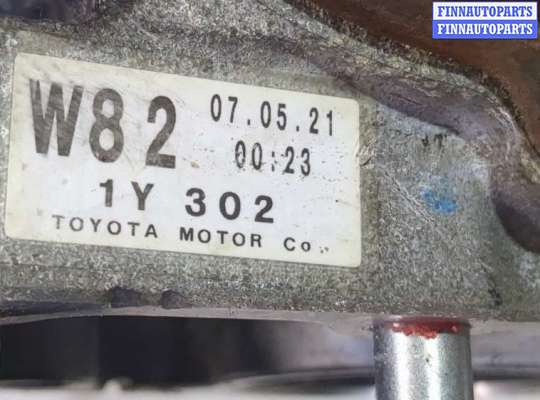 FINNAUTOPARTS
FINNAUTOPARTS
W82 07.05.21
00:23
1Y 302
TOYOTA MOTOR Co.